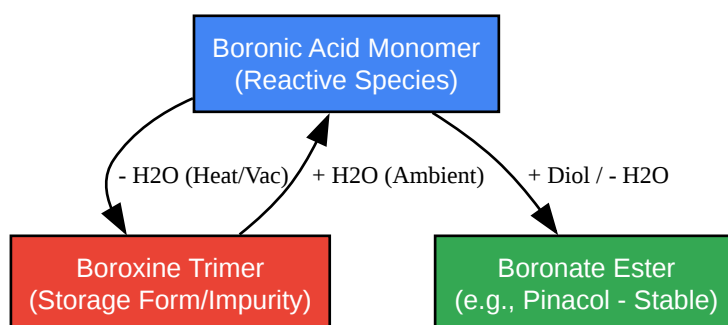 Boronic Acid Monomer
(Reactive Species)
- H2O (Heat/Vac)
+ H2O (Ambient)
+ Diol / - H2O
Boroxine Trimer
(Storage Form/Impurity)
Boronate Ester
(e.g., Pinacol - Stable)